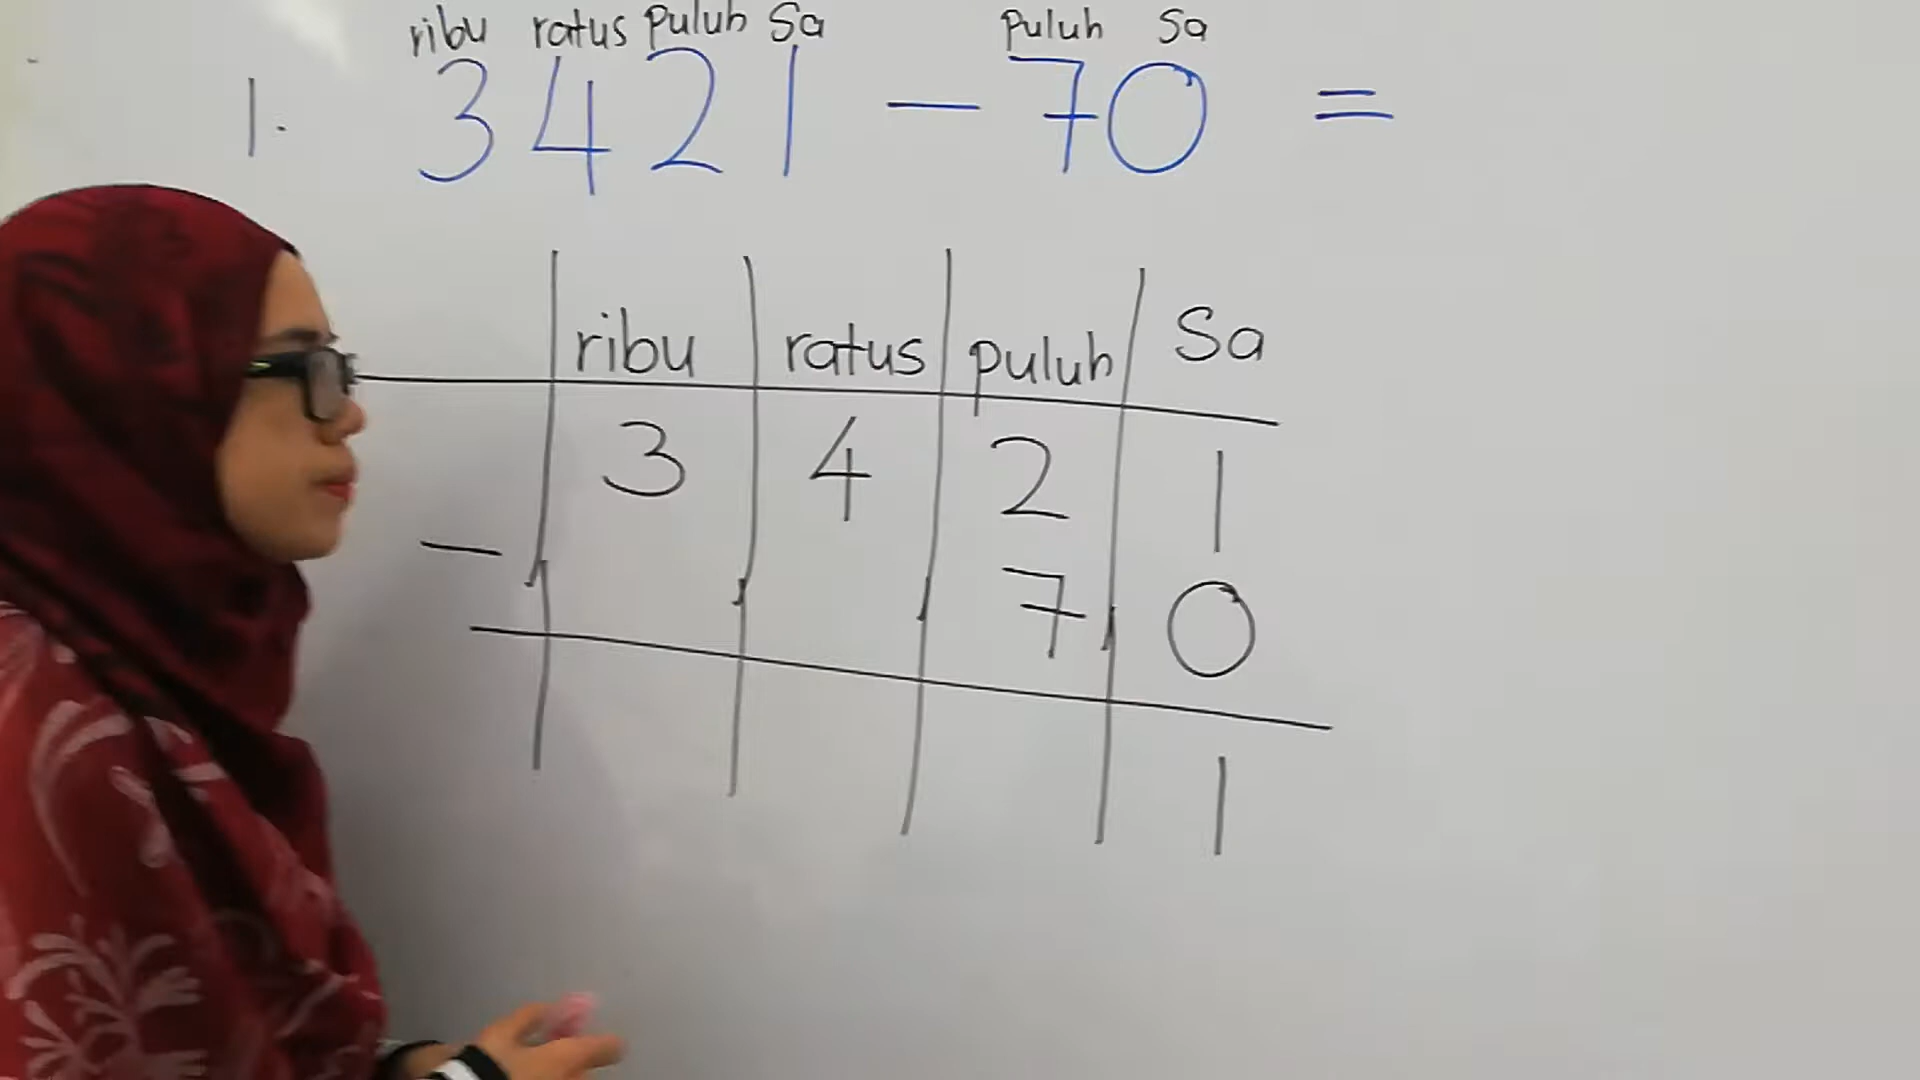 ribu ratus puluh Sa puluh Sa
1. 3421 - 70 =
ribu ratus puluh Sa
3 4 2 1
- 7 0
1